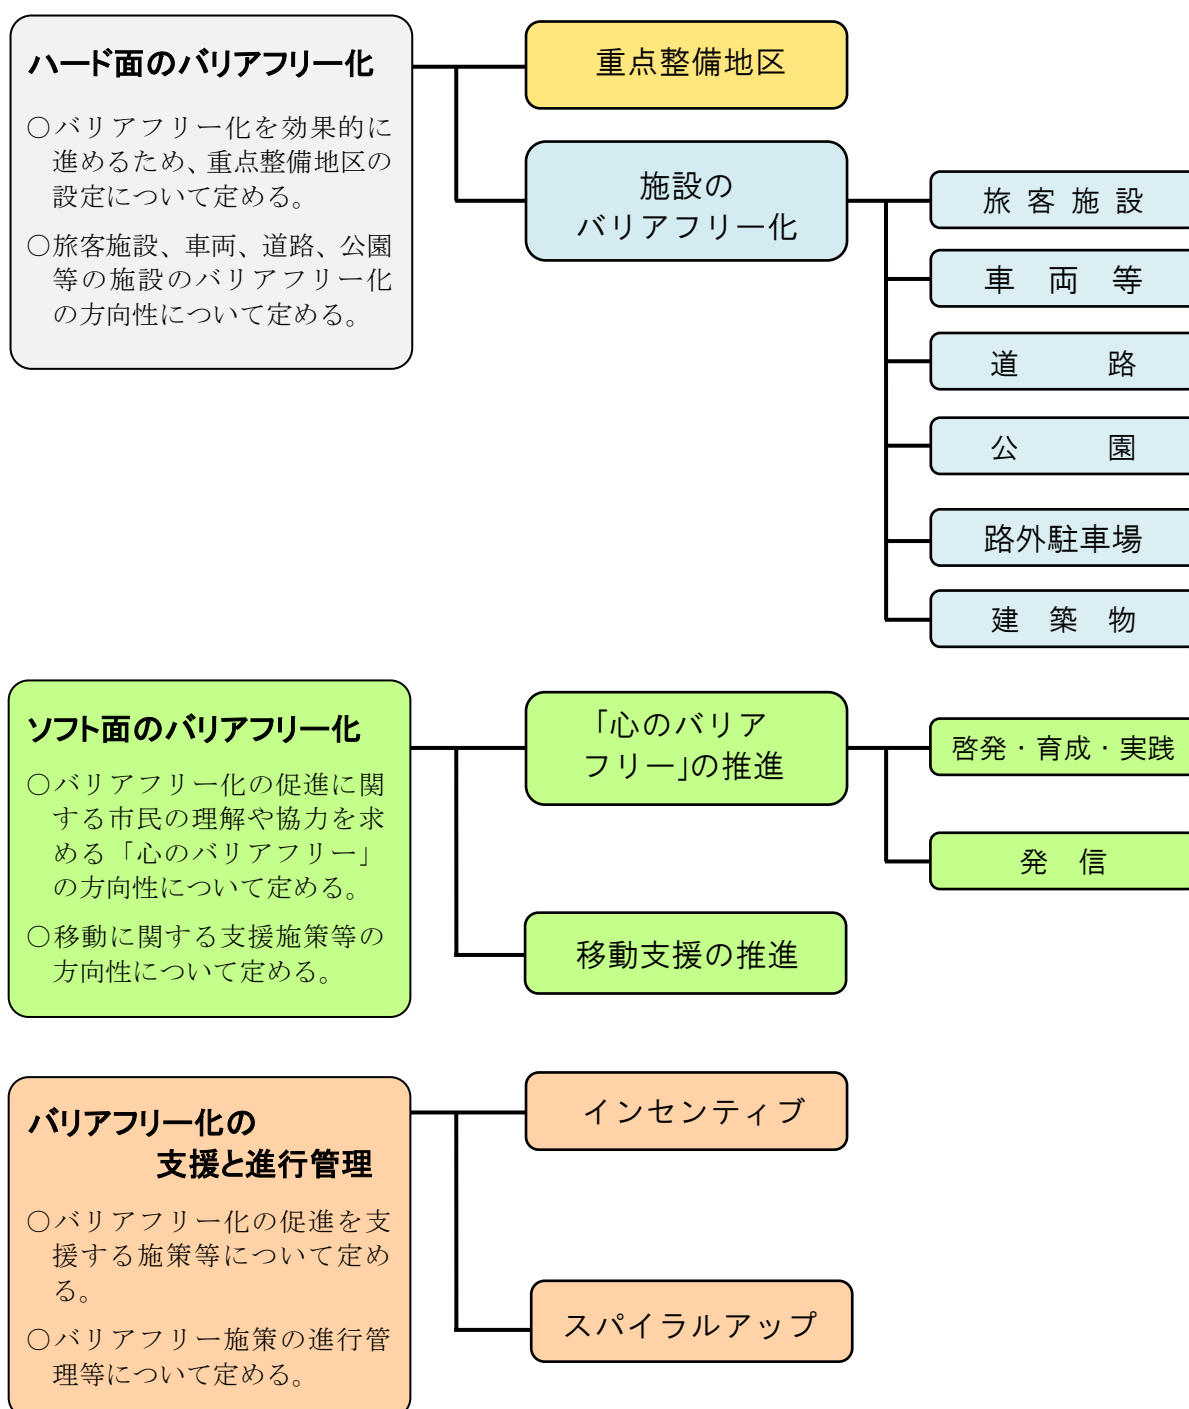 ハード面のバリアフリー化
○バリアフリー化を効果的に
進めるため、重点整備地区の
設定について定める。
○旅客施設、車両、道路、公園
等の施設のバリアフリー化
の方向性について定める。
重点整備地区
施設の
バリアフリー化
旅客施設
車両等
道路
公園
路外駐車場
建築物
ソフト面のバリアフリー化
○バリアフリー化の促進に関
する市民の理解や協力を求
める「心のバリアフリー」
の方向性について定める。
○移動に関する支援施策等の
方向性について定める。
「心のバリア
フリー」の推進
啓発・育成・実践
発信
移動支援の推進
バリアフリー化の
支援と進行管理
○バリアフリー化の促進を支
援する施策等について定め
る。
○バリアフリー施策の進行管
理等について定める。
インセンティブ
スパイラルアップ